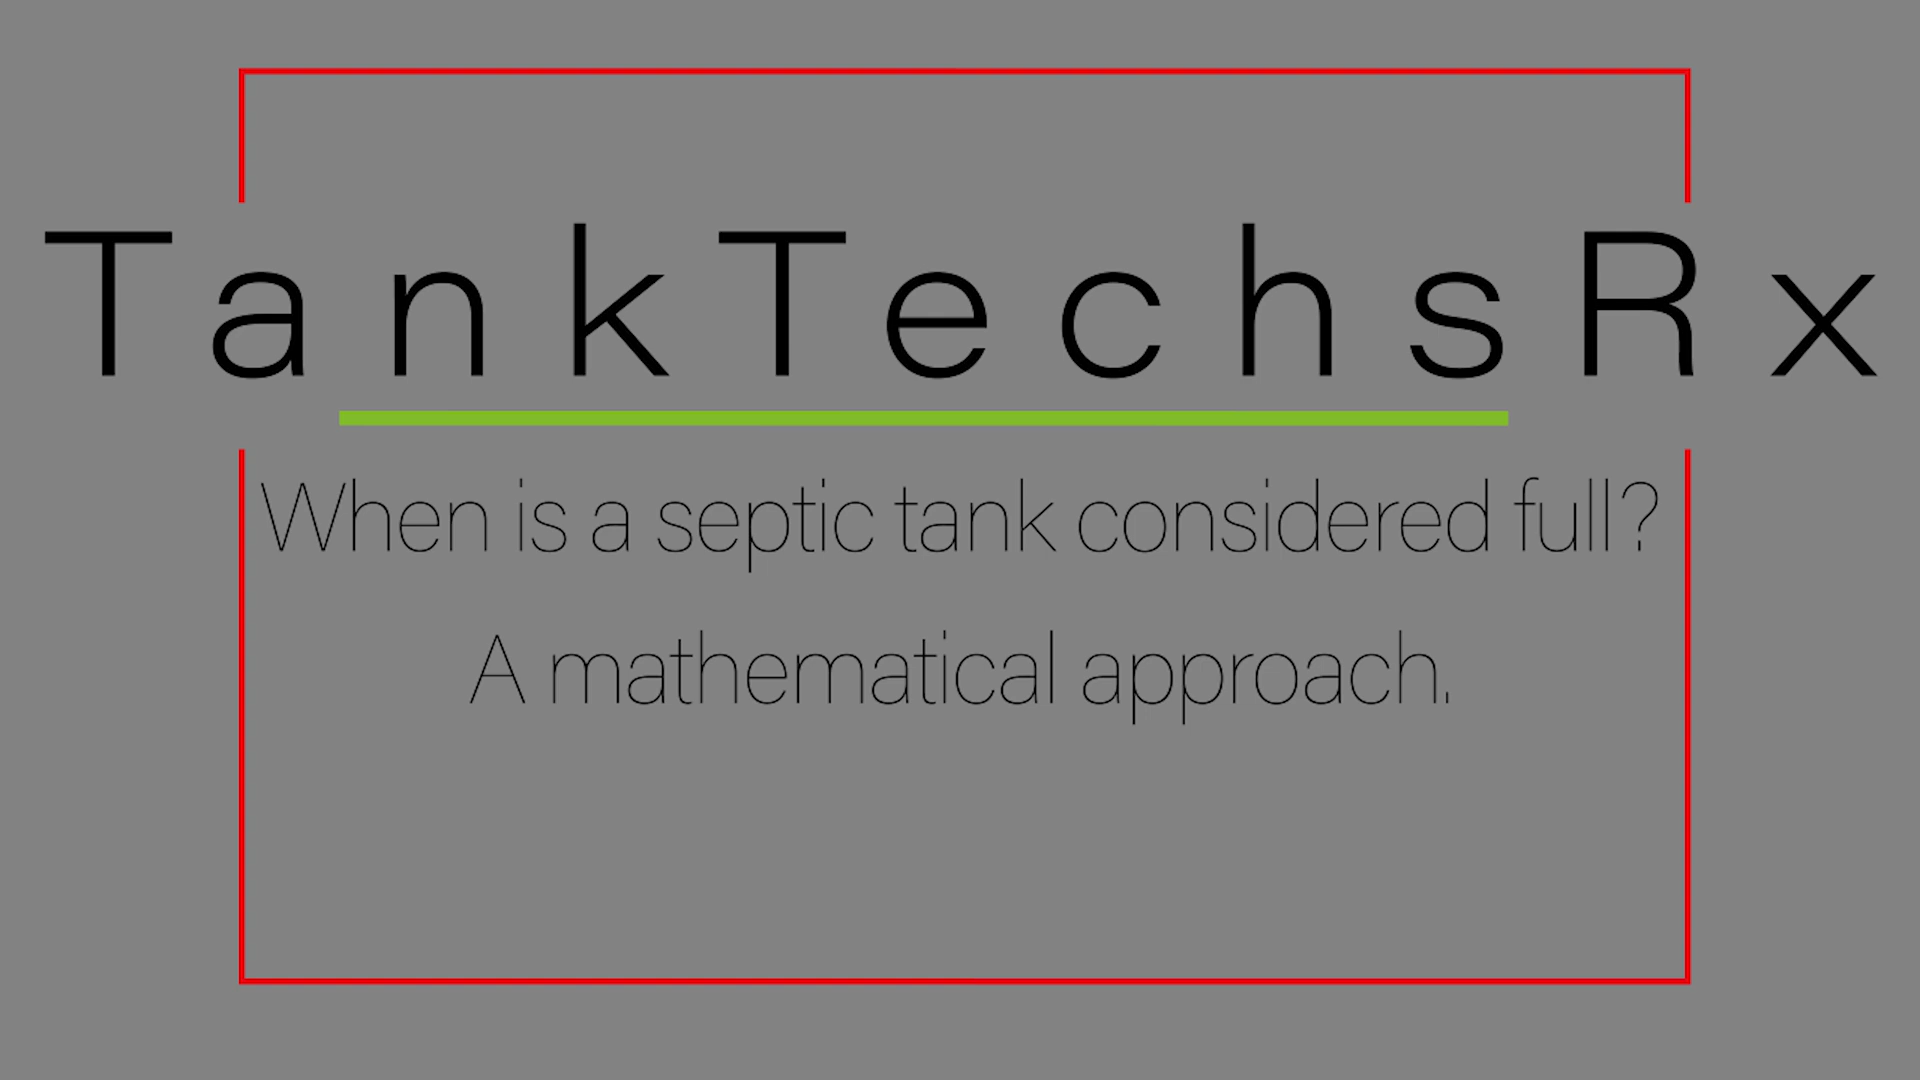 TankTechsRx
When is a septic tank considered full?
A mathematical approach.